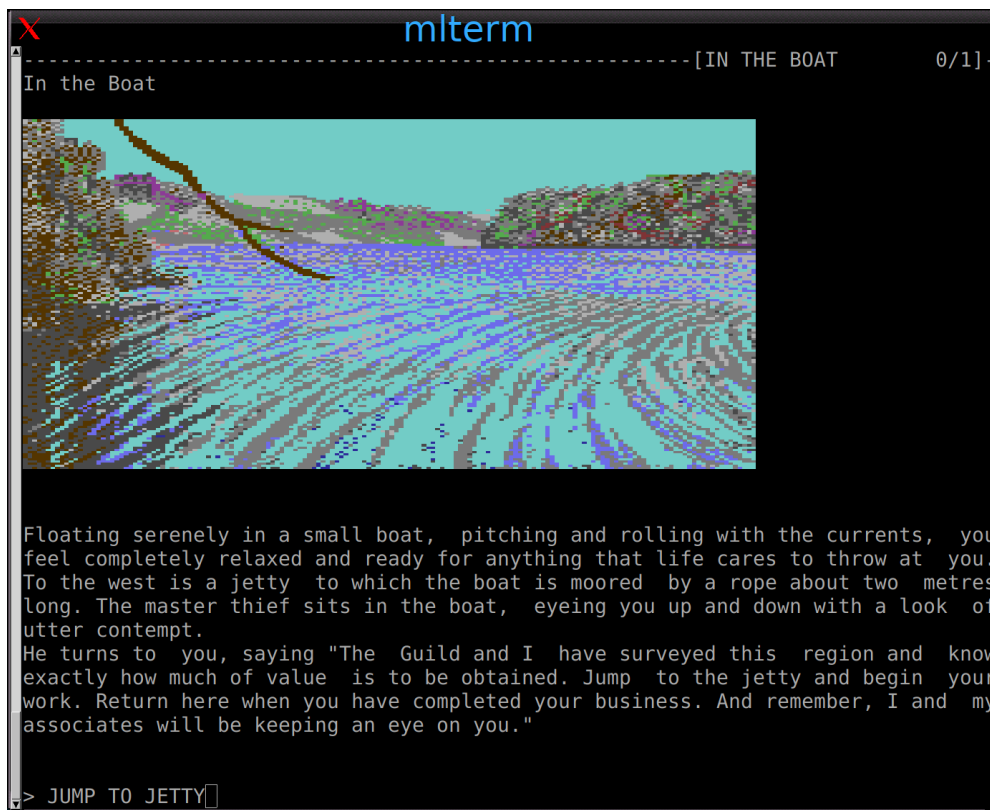 mlterm
-------------------------------------------------------[IN THE BOAT 0/1]-
In the Boat
Floating serenely in a small boat, pitching and rolling with the currents, you
feel completely relaxed and ready for anything that life cares to throw at you.
To the west is a jetty to which the boat is moored by a rope about two metres
long. The master thief sits in the boat, eyeing you up and down with a look of
utter contempt.
He turns to you, saying "The Guild and I have surveyed this region and know
exactly how much of value is to be obtained. Jump to the jetty and begin your
work. Return here when you have completed your business. And remember, I and my
associates will be keeping an eye on you."
> JUMP TO JETTY